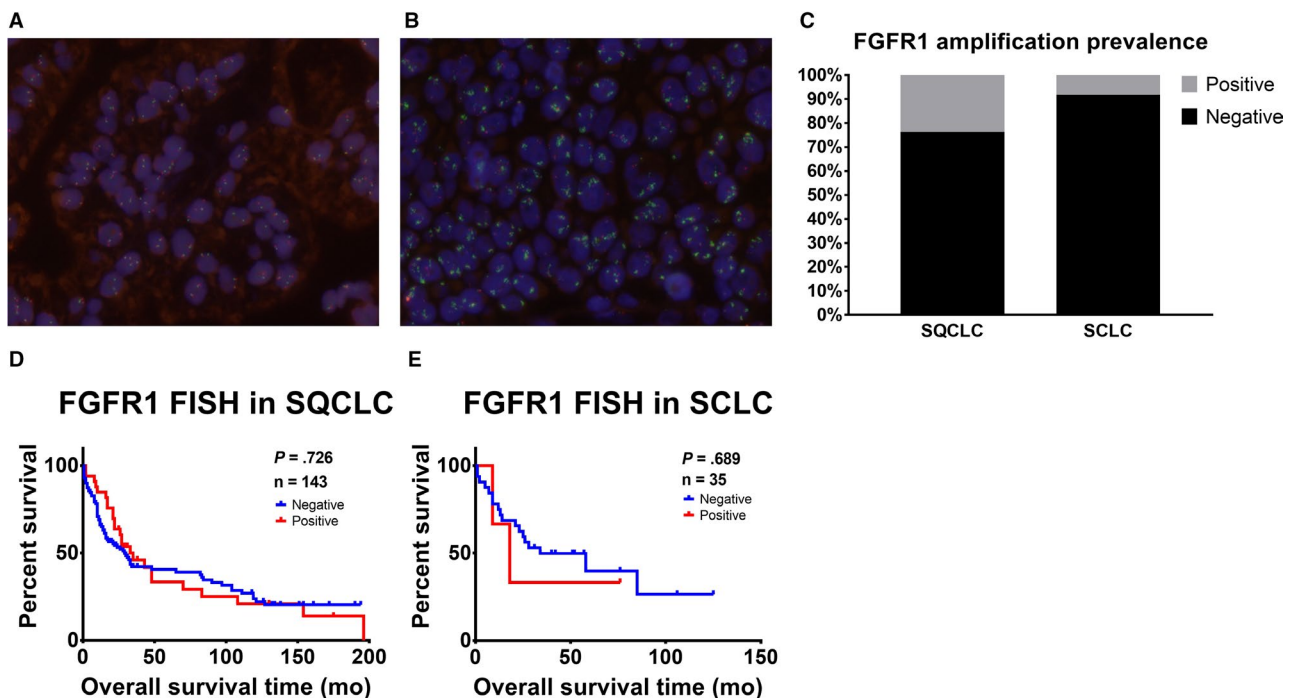 A
B
C
FGFR1 amplification prevalence
100%
90%
80%
70%
60%
50%
40%
30%
20%
10%
0%
SQCLC
SCLC
Positive
Negative
D
FGFR1 FISH in SQCLC
Percent survival
100
50
0
P = .726
n = 143
Negative
Positive
0 50 100 150 200
Overall survival time (mo)
E
FGFR1 FISH in SCLC
Percent survival
100
50
0
P = .689
n = 35
Negative
Positive
0 50 100 150
Overall survival time (mo)